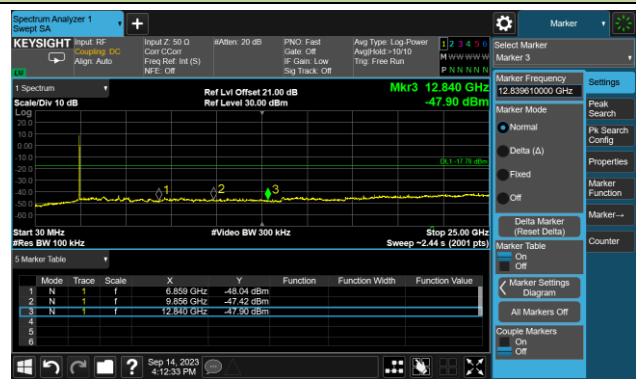 Spectrum Analyzer 1
Swept SA
Marker
KEYSIGHT
Input: RF
Coupling: DC
Align: Auto
Input Z: 50 Ω
Corr CCorr
Freq Ref: Int (S)
NFE: Off
#Atten: 20 dB
PNO: Fast
Gate: Off
IF Gain: Low
Sig Track: Off
Avg Type: Log-Power
Avg|Hold:>10/10
Trig: Free Run
1 2 3 4 5 6
M W W W W W
P N N N N N
LW
Select Marker
Marker 3
1 Spectrum
Scale/Div 10 dB
Log
Ref Lvl Offset 21.00 dB
Ref Level 30.00 dBm
Mkr3 12.840 GHz
-47.90 dBm
20.0
10.0
0.00
-10.0
-20.0
-30.0
-40.0
-50.0
-60.0
DL1 -17.78 dBm
1
2
3
Start 30 MHz
#Res BW 100 kHz
#Video BW 300 kHz
Stop 25.00 GHz
Sweep ~2.44 s (2001 pts)
5 Marker Table
Mode Trace Scale X Y Function Function Width Function Value
1 N 1 f 6.859 GHz -48.04 dBm
2 N 1 f 9.856 GHz -47.42 dBm
3 N 1 f 12.840 GHz -47.90 dBm
4
5
6
Marker Frequency
12.839610000 GHz
Marker Mode
Normal
Delta (Δ)
Fixed
Off
Delta Marker
(Reset Delta)
Marker Table
On
Off
Marker Settings
Diagram
All Markers Off
Couple Markers
On
Off
Settings
Peak
Search
Pk Search
Config
Properties
Marker
Function
Marker→
Counter
Sep 14, 2023
4:12:33 PM